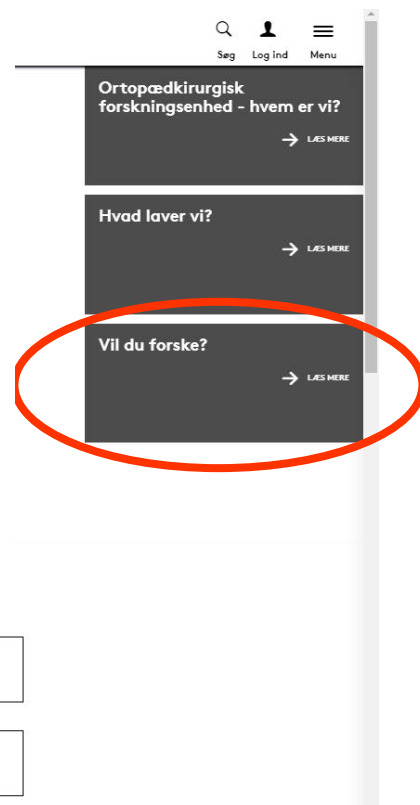 Søg Log ind Menu
Ortopædkirurgisk
forskningsenhed - hvem er vi?
LÆS MERE
Hvad laver vi?
LÆS MERE
Vil du forske?
LÆS MERE